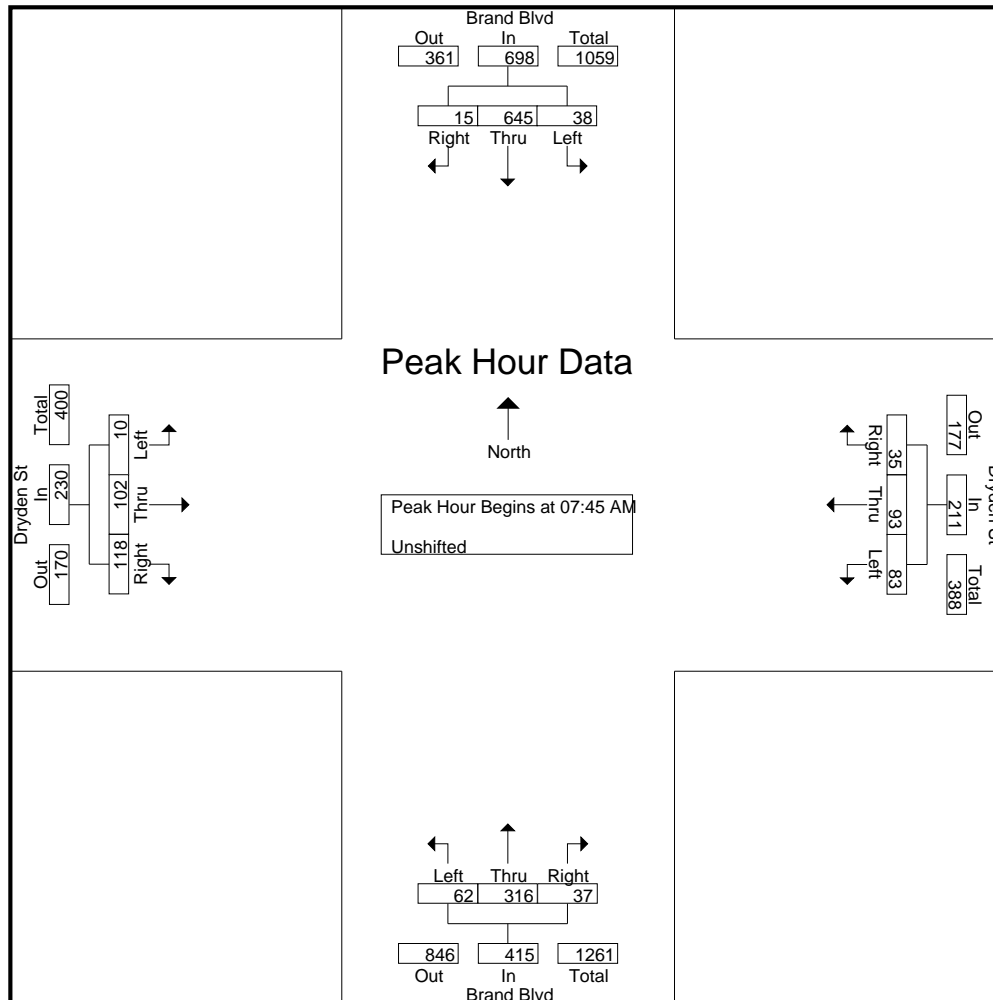 Brand Blvd
Out In Total
361 698 1059
15 645 38
Right Thru Left
Peak Hour Data
North
Peak Hour Begins at 07:45 AM
Unshifted
Dryden St
Total In Out
400 230 170
10 102 118
Left Thru Right
Right Thru Left
35 93 83
Out In Total
177 211 388
Left Thru Right
62 316 37
846 415 1261
Out In Total
Brand Blvd